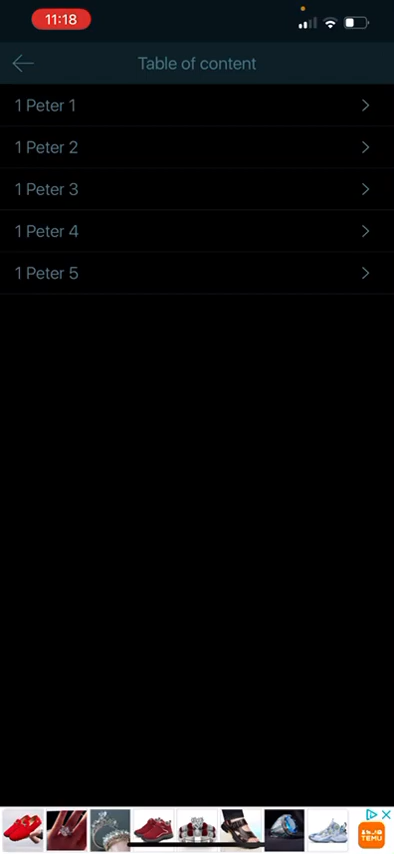 11:18
Table of content
1 Peter 1
1 Peter 2
1 Peter 3
1 Peter 4
1 Peter 5
TEMU